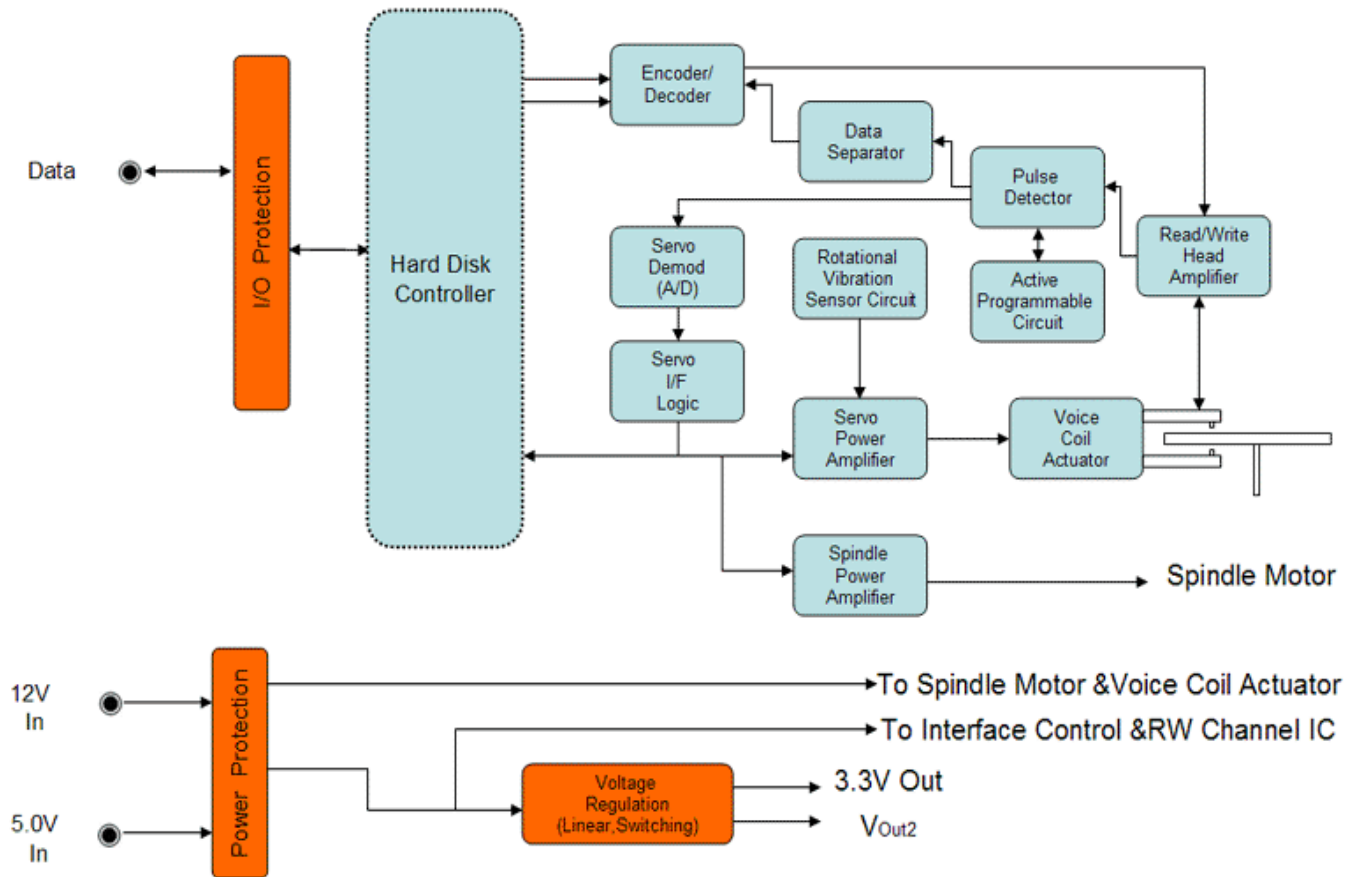 Encoder/
Decoder
Data
Separator
Pulse
Detector
Data
I/O Protection
Hard Disk
Controller
Servo
Demod
(A/D)
Rotational
Vibration
Sensor Circuit
Active
Programmable
Circuit
Read/Write
Head
Amplifier
Servo
I/F
Logic
Servo
Power
Amplifier
Voice
Coil
Actuator
Spindle
Power
Amplifier
Spindle Motor
12V
In
5.0V
In
Power Protection
To Spindle Motor &Voice Coil Actuator
To Interface Control &RW Channel IC
Voltage
Regulation
(Linear,Switching)
3.3V Out
VOut2